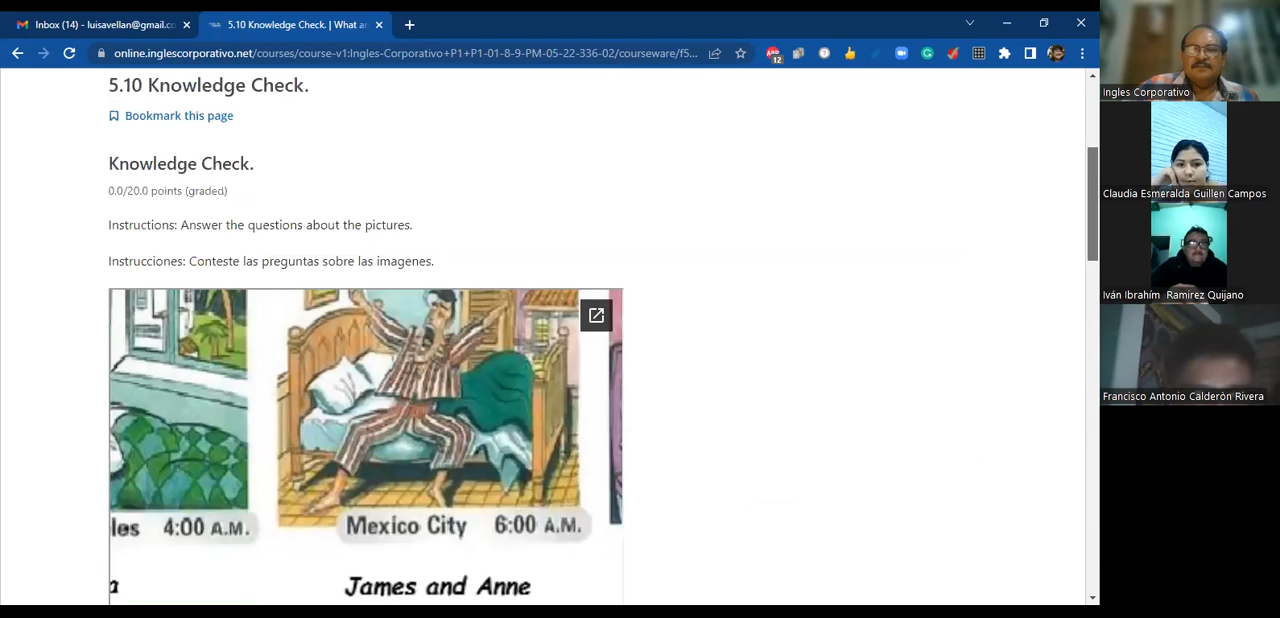 Inbox (14) - luisavellan@gmail.co
5.10 Knowledge Check. | What ar
online.inglescorporativo.net/courses/course-v1:Ingles-Corporativo+P1+P1-01-8-9-PM-05-22-336-02/courseware/f5...
12
5.10 Knowledge Check.
Bookmark this page
Knowledge Check.
0.0/20.0 points (graded)
Instructions: Answer the questions about the pictures.
Instrucciones: Conteste las preguntas sobre las imagenes.
les 4:00 A.M.
Mexico City 6:00 A.M.
a
James and Anne
Ingles Corporativo
Claudia Esmeralda Guillen Campos
Iván Ibrahím Ramirez Quijano
Francisco Antonio Calderòn Rivera